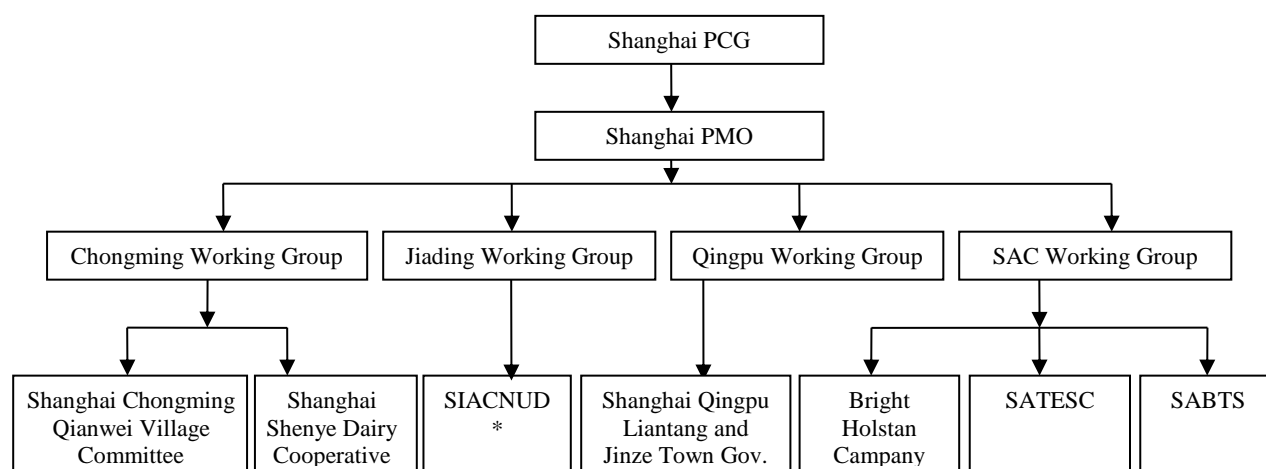 Shanghai PCG
Shanghai PMO
Chongming Working Group
Jiading Working Group
Qingpu Working Group
SAC Working Group
Shanghai Chongming
Qianwei Village
Committee
Shanghai
Shenye Dairy
Cooperative
SIACNUD
*
Shanghai Qingpu
Liantang and
Jinze Town Gov.
Bright
Holstan
Campany
SATESC
SABTS